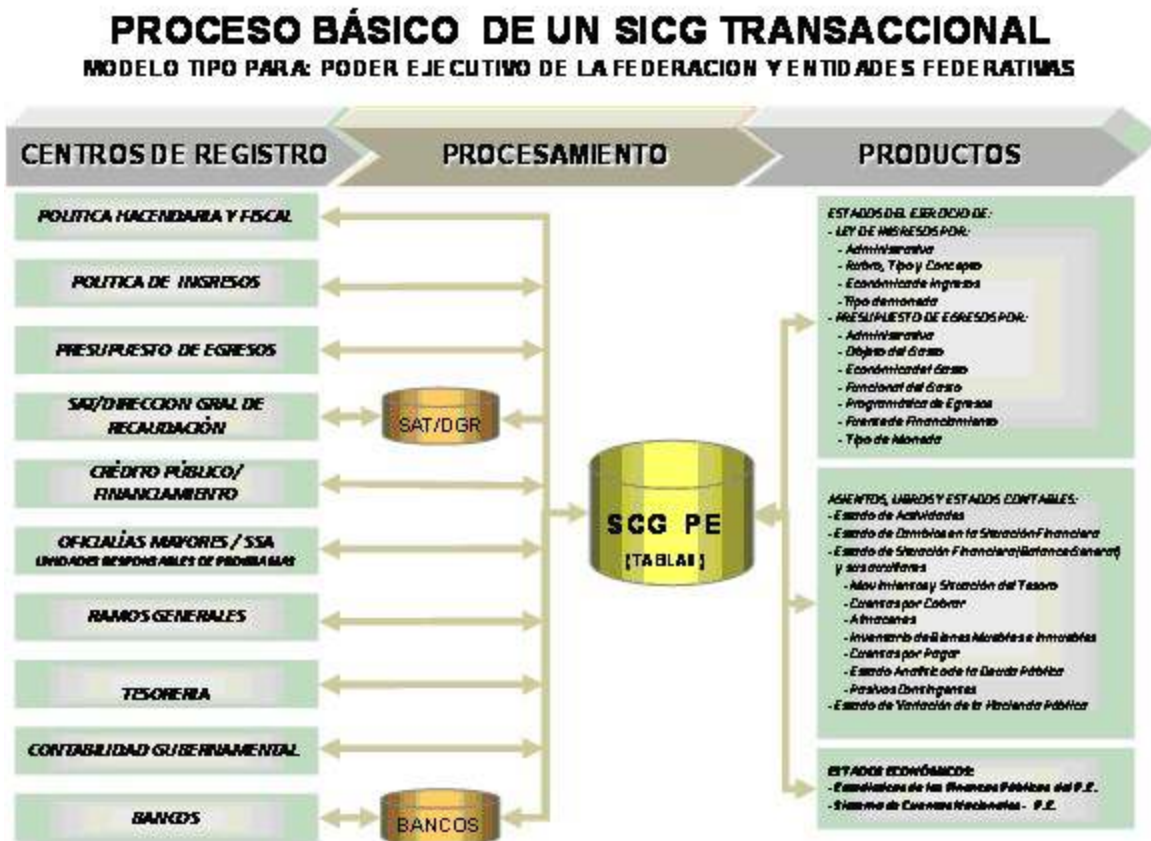 PROCESO BÁSICO DE UN SICG TRANSACCIONAL
MODELO TIPO PARA: PODER EJECUTIVO DE LA FEDERACION Y ENTIDADES FEDERATIVAS
CENTROS DE REGISTRO
PROCESAMIENTO
PRODUCTOS
POLITICA HACENDARIA Y FISCAL
POLITICA DE INGRESOS
PRESUPUESTO DE EGRESOS
SAT/DIRECCION GRAL DE
RECAUDACIÓN
CRÉDITO PÚBLICO/
FINANCIAMIENTO
OFICIALÍAS MAYORES / SSA
UNIDADES RESPONSABLES DE PROGRAMAS
RAMOS GENERALES
TESORERIA
CONTABILIDAD GUBERNAMENTAL
BANCOS
SAT/DGR
BANCOS
SCG PE
ESTADOS DEL EJERCICIO DE:
- LEY DE INGRESOS POR:
- Administrativa
- Rubro, Tipo y Concepto
- Económica de Ingresos
- Tipo de moneda
- PRESUPUESTO DE EGRESOS POR:
- Administrativa
- Objeto del Gasto
- Económica del Gasto
- Funcional del Gasto
- Programática de Egresos
- Fuente de Financiamiento
- Tipo de Moneda
ASIENTOS, LIBROS Y ESTADOS CONTABLES:
- Estado de Actividades
- Estado de Cambios en la Situación Financiera
- Estado de Situación Financiera (Balance General)
y sus auxiliares
- Movimientos y Situación del Tesoro
- Cuentas por Cobrar
- Almacenes
- Inventario de Bienes Muebles e Inmuebles
- Cuentas por Pagar
- Estado Analítico de la Deuda Pública
- Pasivos Contingentes
- Estado de Variación de la Hacienda Pública
ESTADOS ECONÓMICOS:
- Estadísticas de las Finanzas Públicas del P.E.
- Sistema de Cuentas Nacionales - P.E.